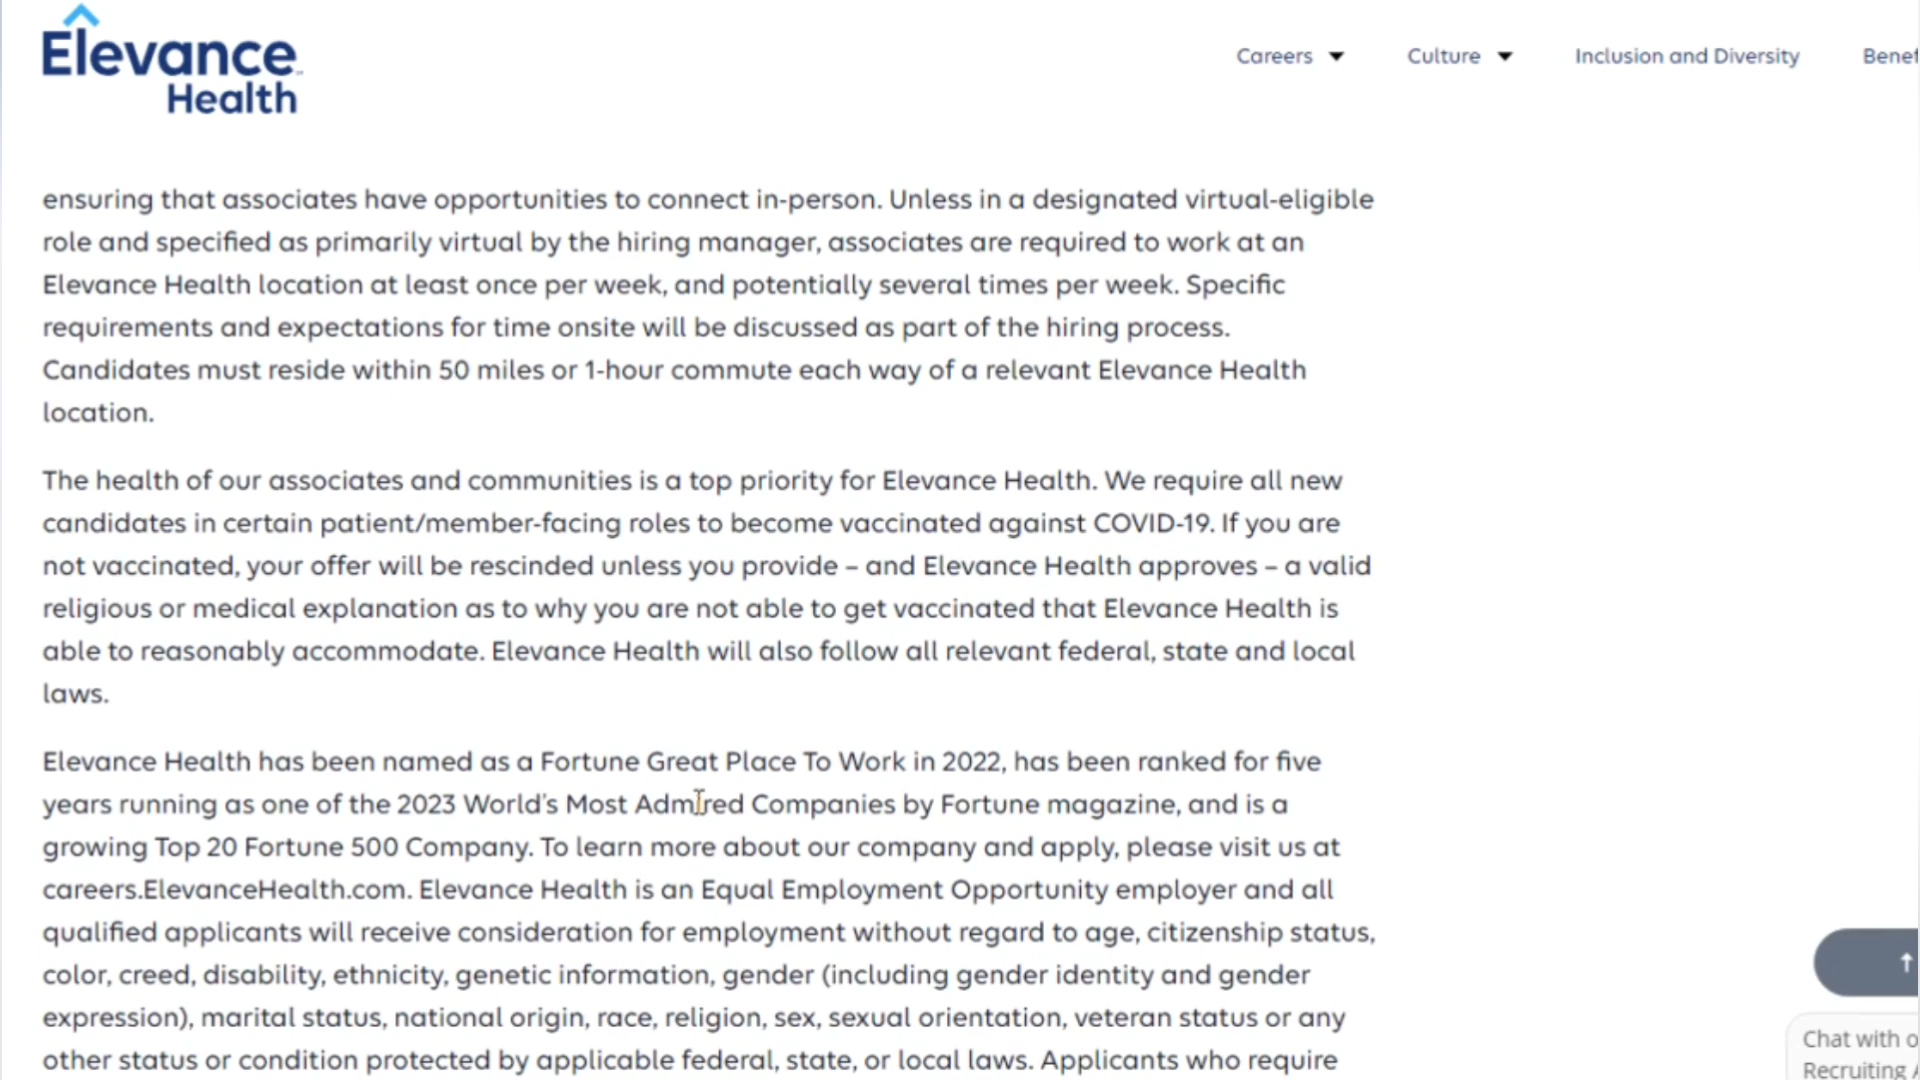 Elevance
Health
Careers
Culture
Inclusion and Diversity
ensuring that associates have opportunities to connect in-person. Unless in a designated virtual-eligible
role and specified as primarily virtual by the hiring manager, associates are required to work at an
Elevance Health location at least once per week, and potentially several times per week. Specific
requirements and expectations for time onsite will be discussed as part of the hiring process.
Candidates must reside within 50 miles or 1-hour commute each way of a relevant Elevance Health
location.
The health of our associates and communities is a top priority for Elevance Health. We require all new
candidates in certain patient/member-facing roles to become vaccinated against COVID-19. If you are
not vaccinated, your offer will be rescinded unless you provide – and Elevance Health approves – a valid
religious or medical explanation as to why you are not able to get vaccinated that Elevance Health is
able to reasonably accommodate. Elevance Health will also follow all relevant federal, state and local
laws.
Elevance Health has been named as a Fortune Great Place To Work in 2022, has been ranked for five
years running as one of the 2023 World's Most Admired Companies by Fortune magazine, and is a
growing Top 20 Fortune 500 Company. To learn more about our company and apply, please visit us at
careers.ElevanceHealth.com. Elevance Health is an Equal Employment Opportunity employer and all
qualified applicants will receive consideration for employment without regard to age, citizenship status,
color, creed, disability, ethnicity, genetic information, gender (including gender identity and gender
expression), marital status, national origin, race, religion, sex, sexual orientation, veteran status or any
other status or condition protected by applicable federal, state, or local laws. Applicants who require
Chat with
Recruiting